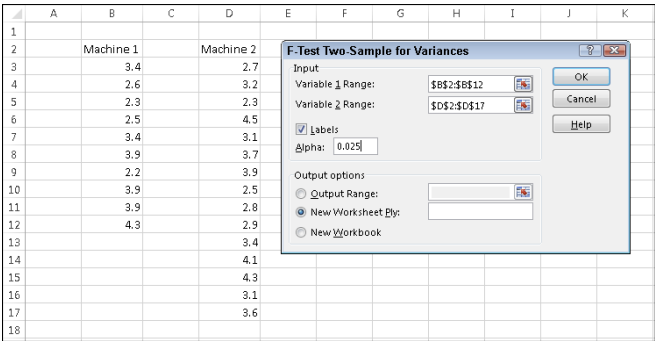 A B C D E F G H I J K
1
2 Machine 1 Machine 2
3 3.4 2.7
4 2.6 3.2
5 2.3 2.3
6 2.5 4.5
7 3.4 3.1
8 3.9 3.7
9 2.2 3.9
10 3.9 2.5
11 3.9 2.8
12 4.3 2.9
13 3.4
14 4.1
15 4.3
16 3.1
17 3.6
18
F-Test Two-Sample for Variances ?
Input
Variable 1 Range: $B$2:$B$12
Variable 2 Range: $D$2:$D$17
Labels
Alpha: 0.025
Output options
Output Range:
New Worksheet Ply:
New Workbook
OK
Cancel
Help